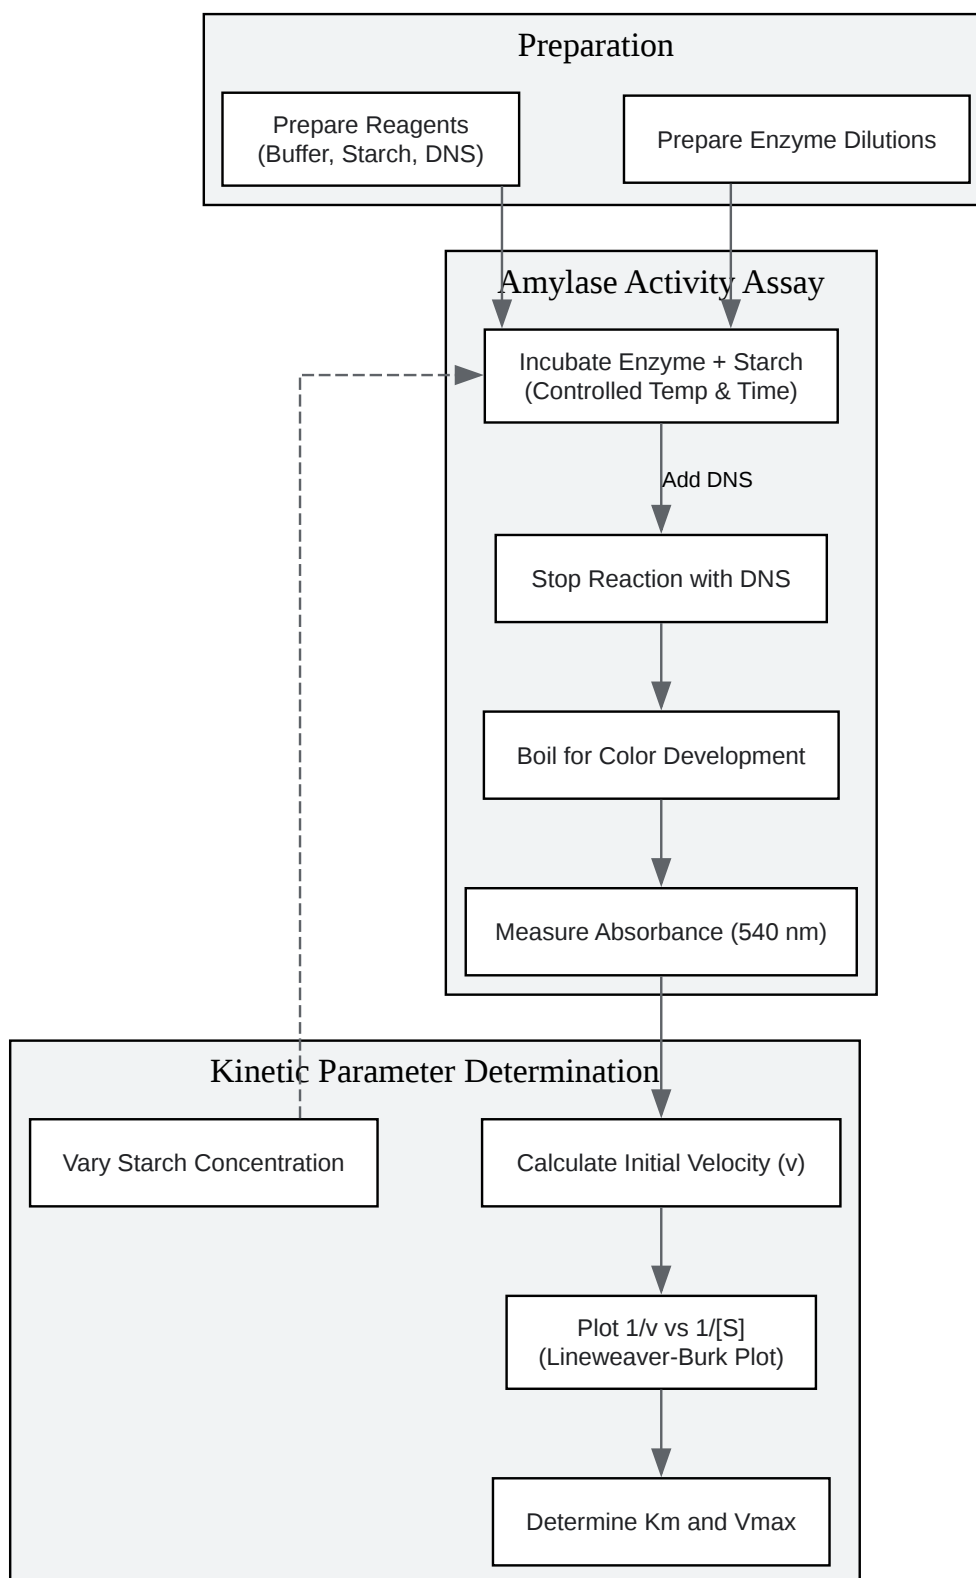 Preparation
Prepare Reagents
(Buffer, Starch, DNS)
Prepare Enzyme Dilutions
Amylase Activity Assay
Incubate Enzyme + Starch
(Controlled Temp & Time)
Add DNS
Stop Reaction with DNS
Boil for Color Development
Measure Absorbance (540 nm)
Kinetic Parameter Determination
Vary Starch Concentration
Calculate Initial Velocity (v)
Plot 1/v vs 1/[S]
(Lineweaver-Burk Plot)
Determine Km and Vmax